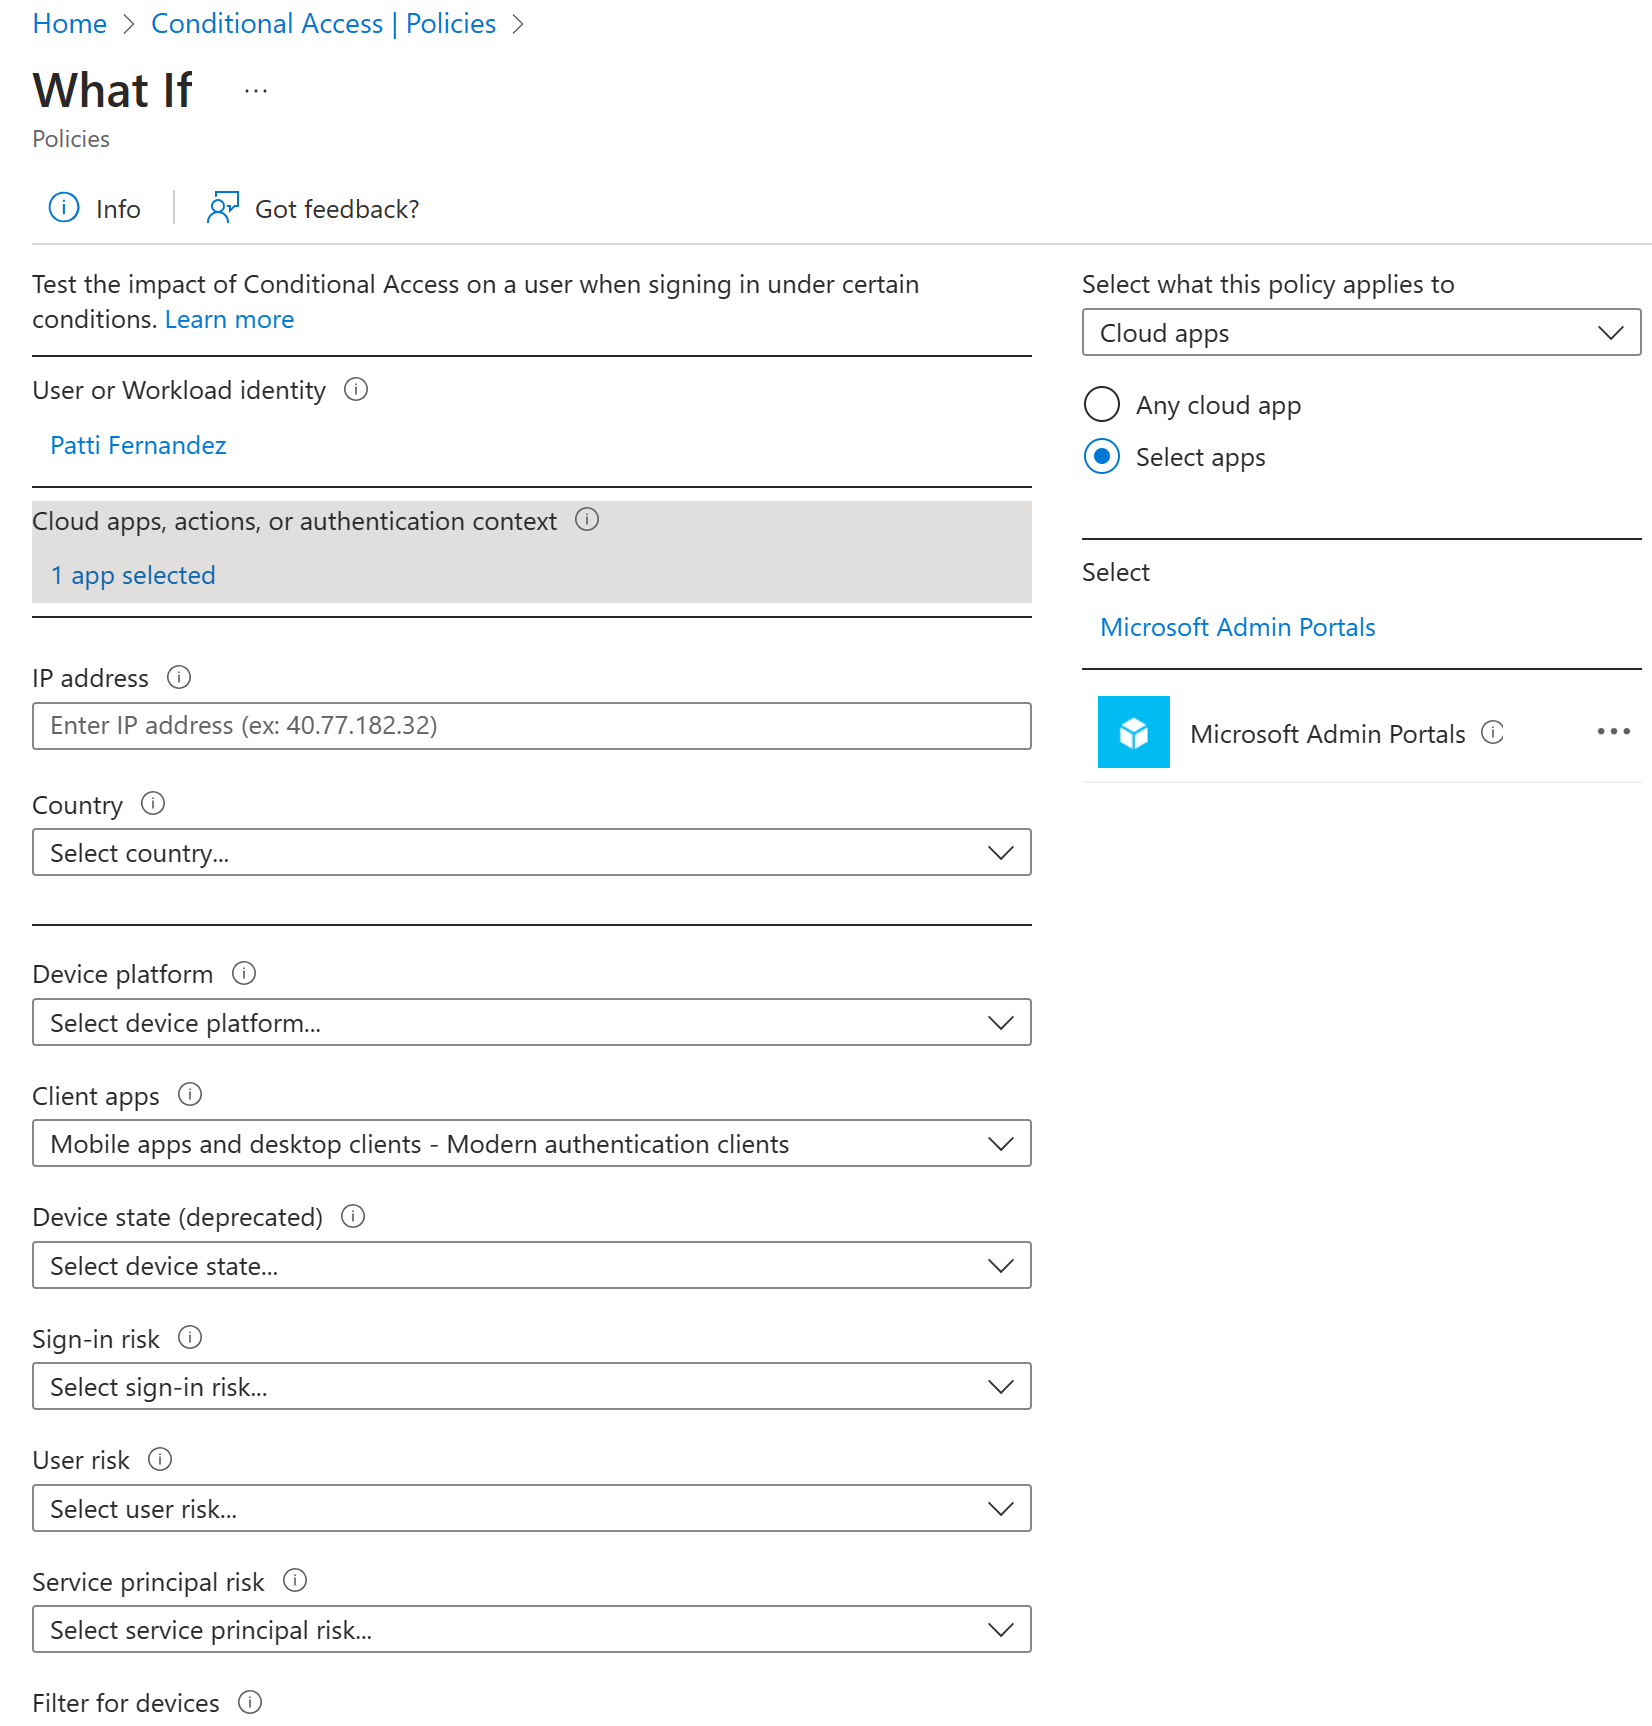 Home > Conditional Access | Policies >
What If ...
Policies
Info
Got feedback?
Test the impact of Conditional Access on a user when signing in under certain
conditions. Learn more
User or Workload identity
Patti Fernandez
Cloud apps, actions, or authentication context
1 app selected
IP address
Enter IP address (ex: 40.77.182.32)
Country
Select country...
Device platform
Select device platform...
Client apps
Mobile apps and desktop clients - Modern authentication clients
Device state (deprecated)
Select device state...
Sign-in risk
Select sign-in risk...
User risk
Select user risk...
Service principal risk
Select service principal risk...
Filter for devices
Select what this policy applies to
Cloud apps
Any cloud app
Select apps
Select
Microsoft Admin Portals
Microsoft Admin Portals